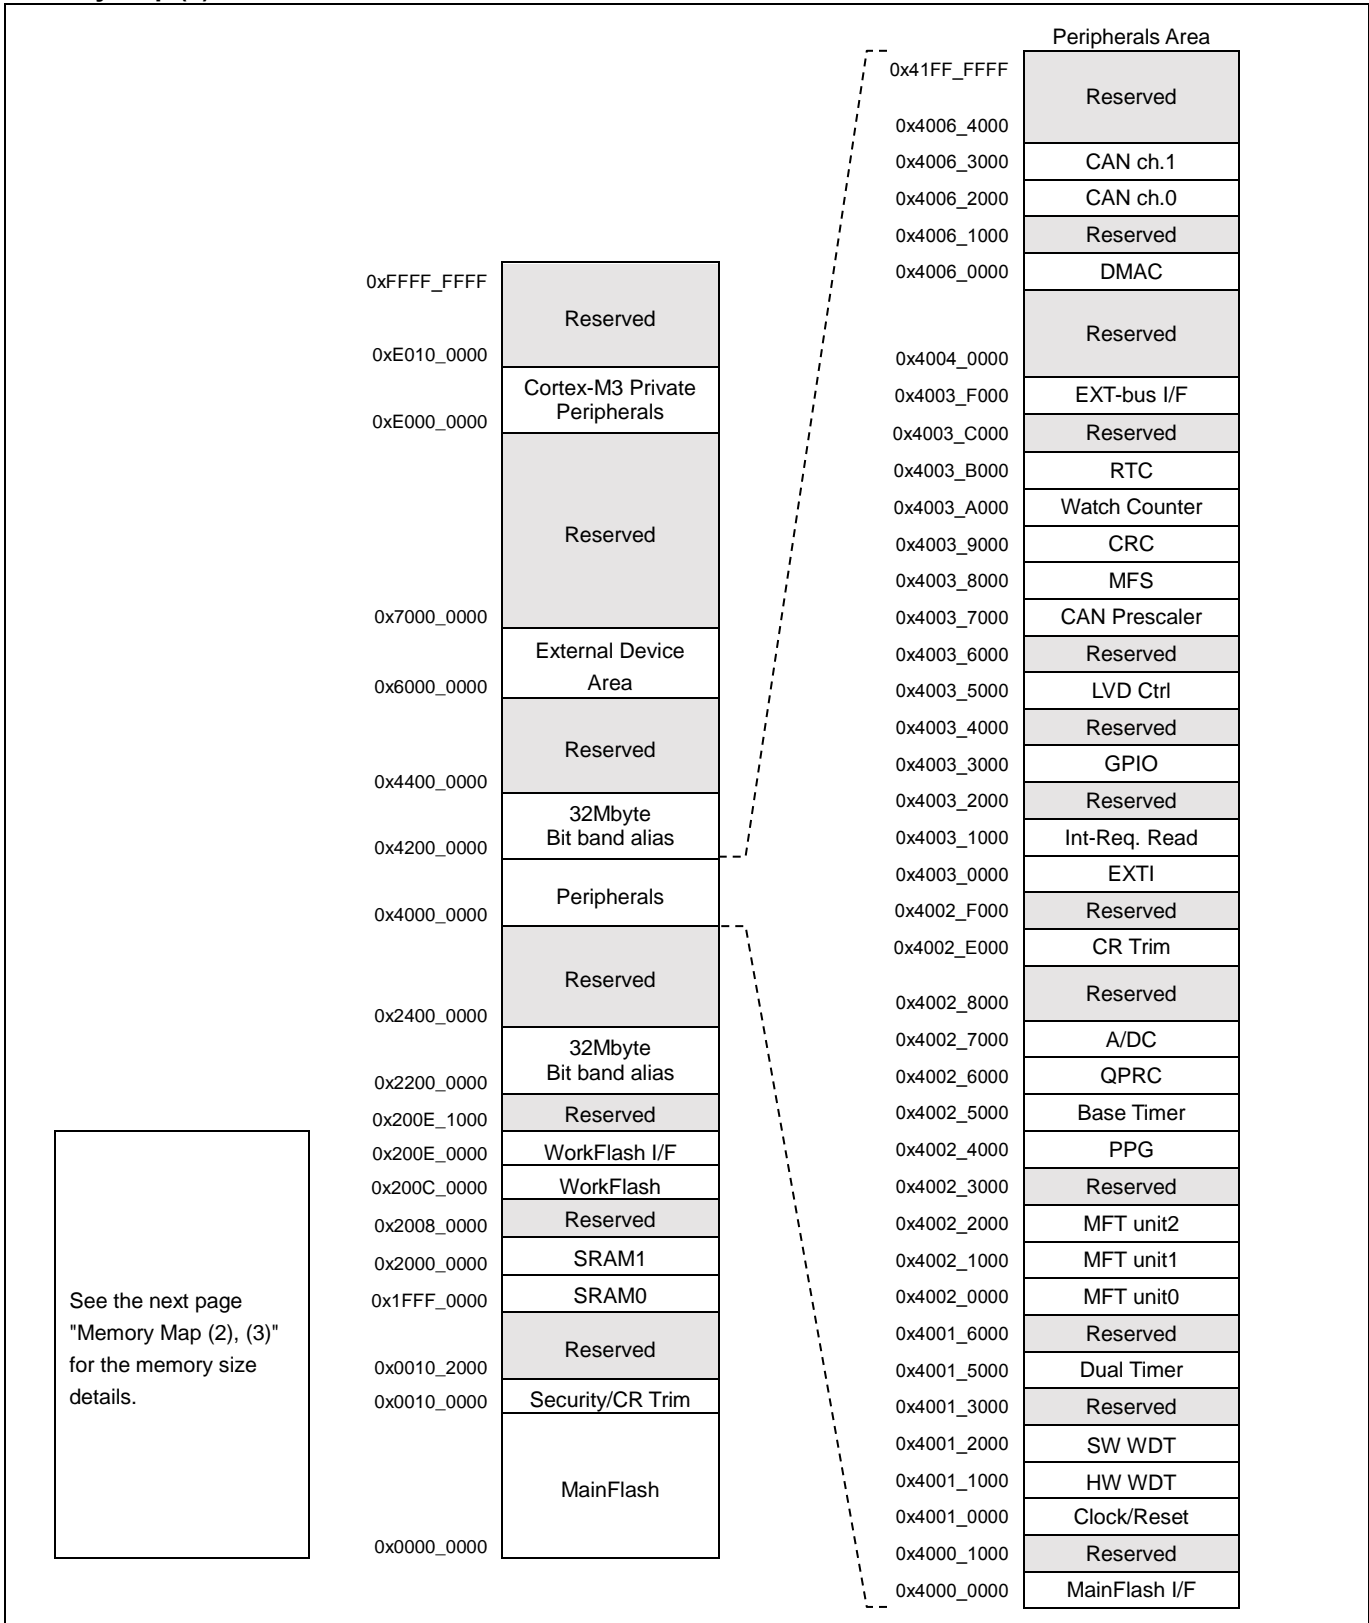 Peripherals Area
0x41FF_FFFF
Reserved
0x4006_4000
0x4006_3000 CAN ch.1
0x4006_2000 CAN ch.0
0x4006_1000 Reserved
0x4006_0000 DMAC
Reserved
0x4004_0000
0x4003_F000 EXT-bus I/F
0x4003_C000 Reserved
0x4003_B000 RTC
0x4003_A000 Watch Counter
0x4003_9000 CRC
0x4003_8000 MFS
0x4003_7000 CAN Prescaler
0x4003_6000 Reserved
0x4003_5000 LVD Ctrl
0x4003_4000 Reserved
0x4003_3000 GPIO
0x4003_2000 Reserved
0x4003_1000 Int-Req. Read
0x4003_0000 EXTI
0x4002_F000 Reserved
0x4002_E000 CR Trim
Reserved
0x4002_8000
0x4002_7000 A/DC
0x4002_6000 QPRC
0x4002_5000 Base Timer
0x4002_4000 PPG
0x4002_3000 Reserved
0x4002_2000 MFT unit2
0x4002_1000 MFT unit1
0x4002_0000 MFT unit0
0x4001_6000 Reserved
0x4001_5000 Dual Timer
0x4001_3000 Reserved
0x4001_2000 SW WDT
0x4001_1000 HW WDT
0x4001_0000 Clock/Reset
0x4000_1000 Reserved
0x4000_0000 MainFlash I/F
0xFFFF_FFFF
Reserved
0xE010_0000
Cortex-M3 Private
Peripherals
0xE000_0000
Reserved
0x7000_0000
External Device
0x6000_0000 Area
Reserved
0x4400_0000
32Mbyte
Bit band alias
0x4200_0000
Peripherals
0x4000_0000
Reserved
0x2400_0000
32Mbyte
Bit band alias
0x2200_0000
0x200E_1000 Reserved
0x200E_0000 WorkFlash I/F
0x200C_0000 WorkFlash
0x2008_0000 Reserved
0x2000_0000 SRAM1
0x1FFF_0000 SRAM0
Reserved
0x0010_2000
0x0010_0000 Security/CR Trim
MainFlash
0x0000_0000
See the next page
"Memory Map (2), (3)"
for the memory size
details.